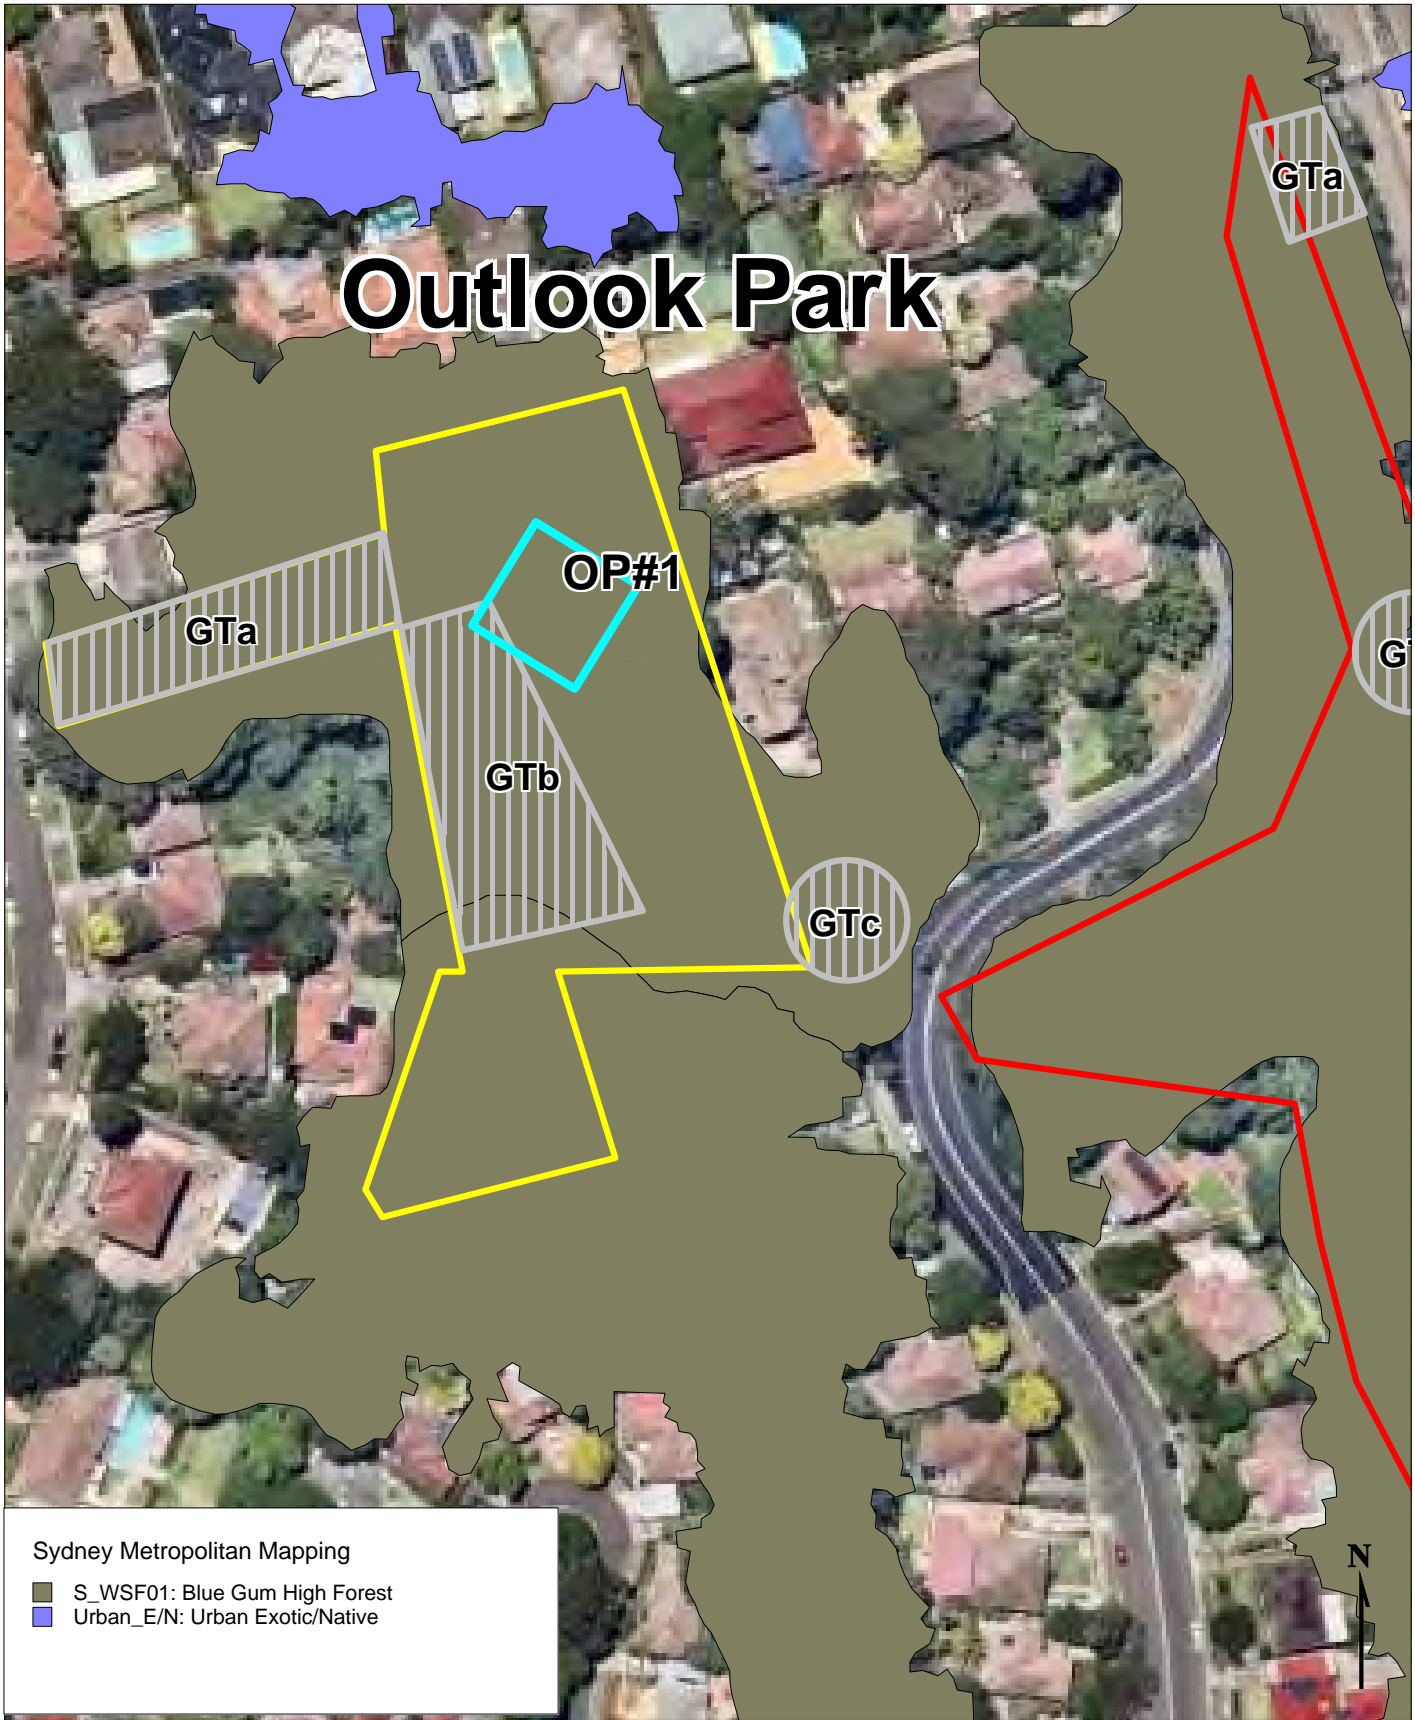 GTa
Outlook Park
OP#1
GTa
GT
GTb
GTc
Sydney Metropolitan Mapping
S_WSF01: Blue Gum High Forest
Urban_E/N: Urban Exotic/Native
N